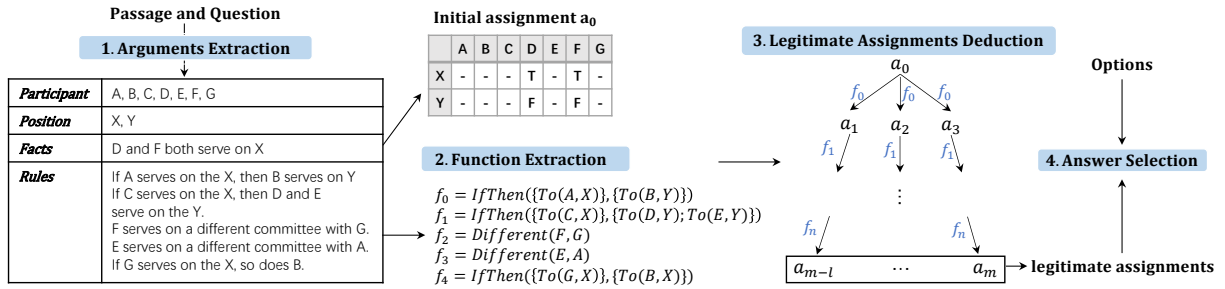 Passage and Question
1. Arguments Extraction
Participant A, B, C, D, E, F, G
Position X, Y
Facts D and F both serve on X
Rules If A serves on the X, then B serves on Y
If C serves on the X, then D and E
serve on the Y.
F serves on a different committee with G.
E serves on a different committee with A.
If G serves on the X, so does B.
Initial assignment a₀
A B C D E F G
X - - - T - T -
Y - - - F - F -
2. Function Extraction
f₀ = IfThen({To(A, X)}, {To(B, Y)})
f₁ = IfThen({To(C, X)}, {To(D, Y); To(E, Y)})
f₂ = Different(F, G)
f₃ = Different(E, A)
f₄ = IfThen({To(G, X)}, {To(B, X)})
3. Legitimate Assignments Deduction
a₀
f₀ f₀ f₀
a₁ a₂ a₃
f₁ f₁ f₁
⋮
fₙ fₙ
aₘ₋ₗ ⋯ aₘ
legitimate assignments
Options
4. Answer Selection